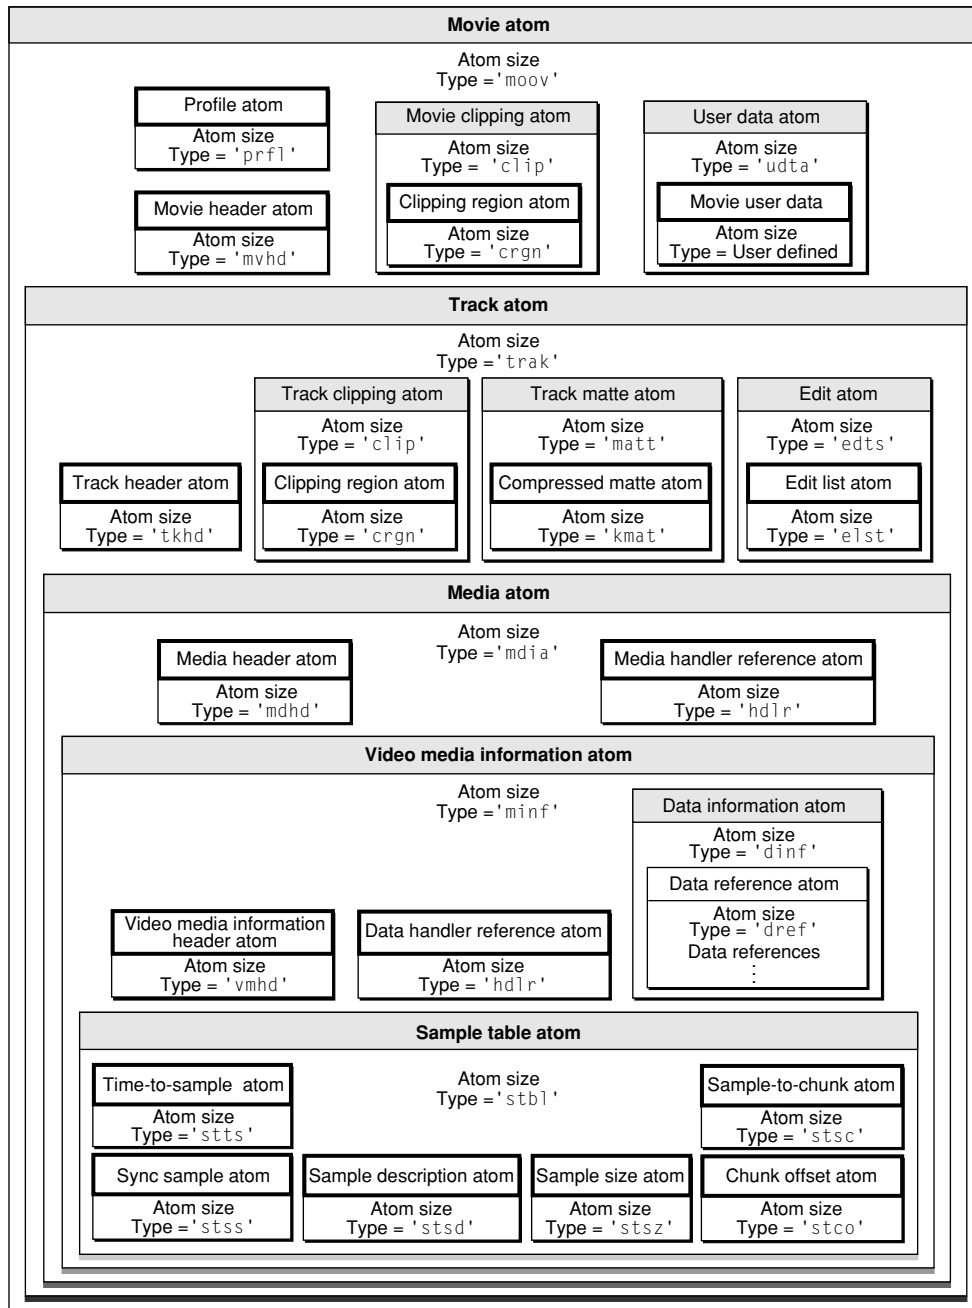 Movie atom
Atom size
Type ='moov'
Profile atom
Atom size
Type = 'prfl'
Movie header atom
Atom size
Type = 'mvhd'
Movie clipping atom
Atom size
Type = 'clip'
Clipping region atom
Atom size
Type = 'crgn'
User data atom
Atom size
Type = 'udta'
Movie user data
Atom size
Type = User defined
Track atom
Atom size
Type ='trak'
Track header atom
Atom size
Type = 'tkhd'
Track clipping atom
Atom size
Type = 'clip'
Clipping region atom
Atom size
Type = 'crgn'
Track matte atom
Atom size
Type = 'matt'
Compressed matte atom
Atom size
Type = 'kmat'
Edit atom
Atom size
Type = 'edts'
Edit list atom
Atom size
Type = 'elst'
Media atom
Atom size
Type ='mdia'
Media header atom
Atom size
Type = 'mdhd'
Media handler reference atom
Atom size
Type = 'hdlr'
Video media information atom
Atom size
Type ='minf'
Video media information
header atom
Atom size
Type = 'vmhd'
Data handler reference atom
Atom size
Type = 'hdlr'
Data information atom
Atom size
Type = 'dinf'
Data reference atom
Atom size
Type = 'dref'
Data references
⋮
Sample table atom
Atom size
Type ='stbl'
Time-to-sample atom
Atom size
Type ='stts'
Sample-to-chunk atom
Atom size
Type ='stsc'
Sync sample atom
Atom size
Type ='stss'
Sample description atom
Atom size
Type = 'stsd'
Sample size atom
Atom size
Type ='stsz'
Chunk offset atom
Atom size
Type ='stco'